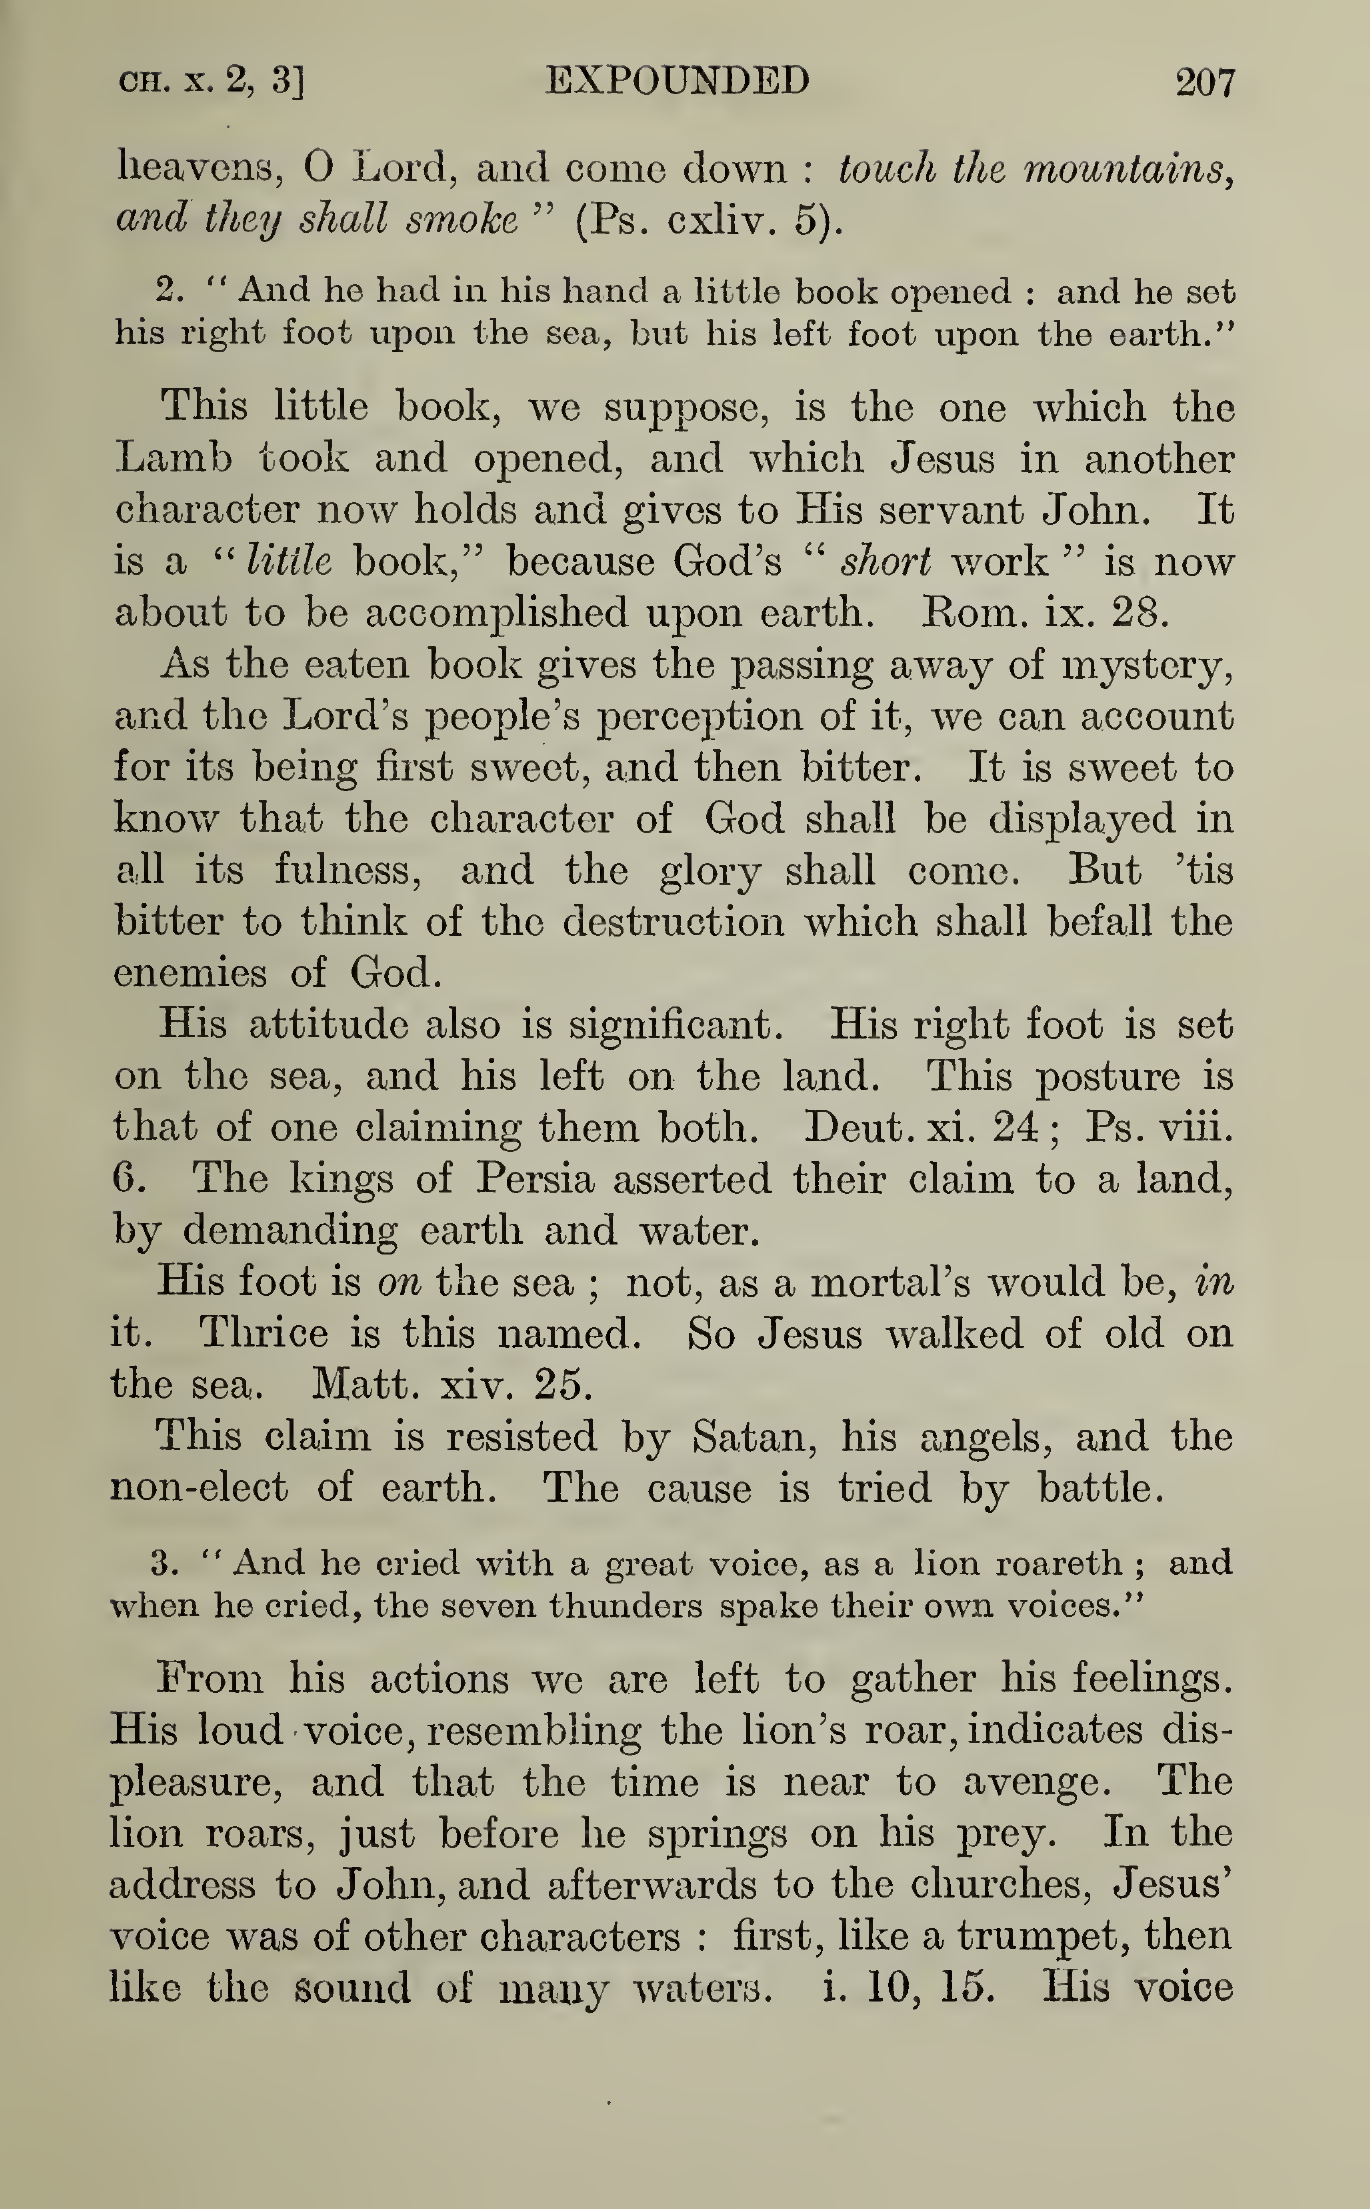 CH. X. 2, 3] EXPOUNDED 207
heavens, O Lord, and come down : touch the mountains,
and they shall smoke ” (Ps. cxliv. 5).
2. “ And he had in his hand a little book opened : and he set
his right foot upon the sea, but his left foot upon the earth.”
This little book, we suppose, is the one which the
Lamb took and opened, and which Jesus in another
character now holds and gives to His servant John. It
is a “ little book,” because God’s “ short work ” is now
about to be accomplished upon earth. Rom. ix. 28.
As the eaten book gives the passing away of mystery,
and the Lord’s people’s perception of it, we can account
for its being first sweet, and then bitter. It is sweet to
know that the character of God shall be displayed in
all its fulness, and the glory shall come. But ’tis
bitter to think of the destruction which shall befall the
enemies of God.
His attitude also is significant. His right foot is set
on the sea, and his left on the land. This posture is
that of one claiming them both. Deut. xi. 24 ; Ps. viii.
6. The kings of Persia asserted their claim to a land,
by demanding earth and water.
His foot is on the sea ; not, as a mortal’s would be, in
it. Thrice is this named. So Jesus walked of old on
the sea. Matt. xiv. 25.
This claim is resisted by Satan, his angels, and the
non-elect of earth. The cause is tried by battle.
3. “ And he cried with a great voice, as a lion roareth ; and
when he cried, the seven thunders spake their own voices.”
From his actions we are left to gather his feelings.
His loud voice, resembling the lion’s roar, indicates dis-
pleasure, and that the time is near to avenge. The
lion roars, just before he springs on his prey. In the
address to John, and afterwards to the churches, Jesus’
voice was of other characters : first, like a trumpet, then
like the sound of many waters. i. 10, 15. His voice